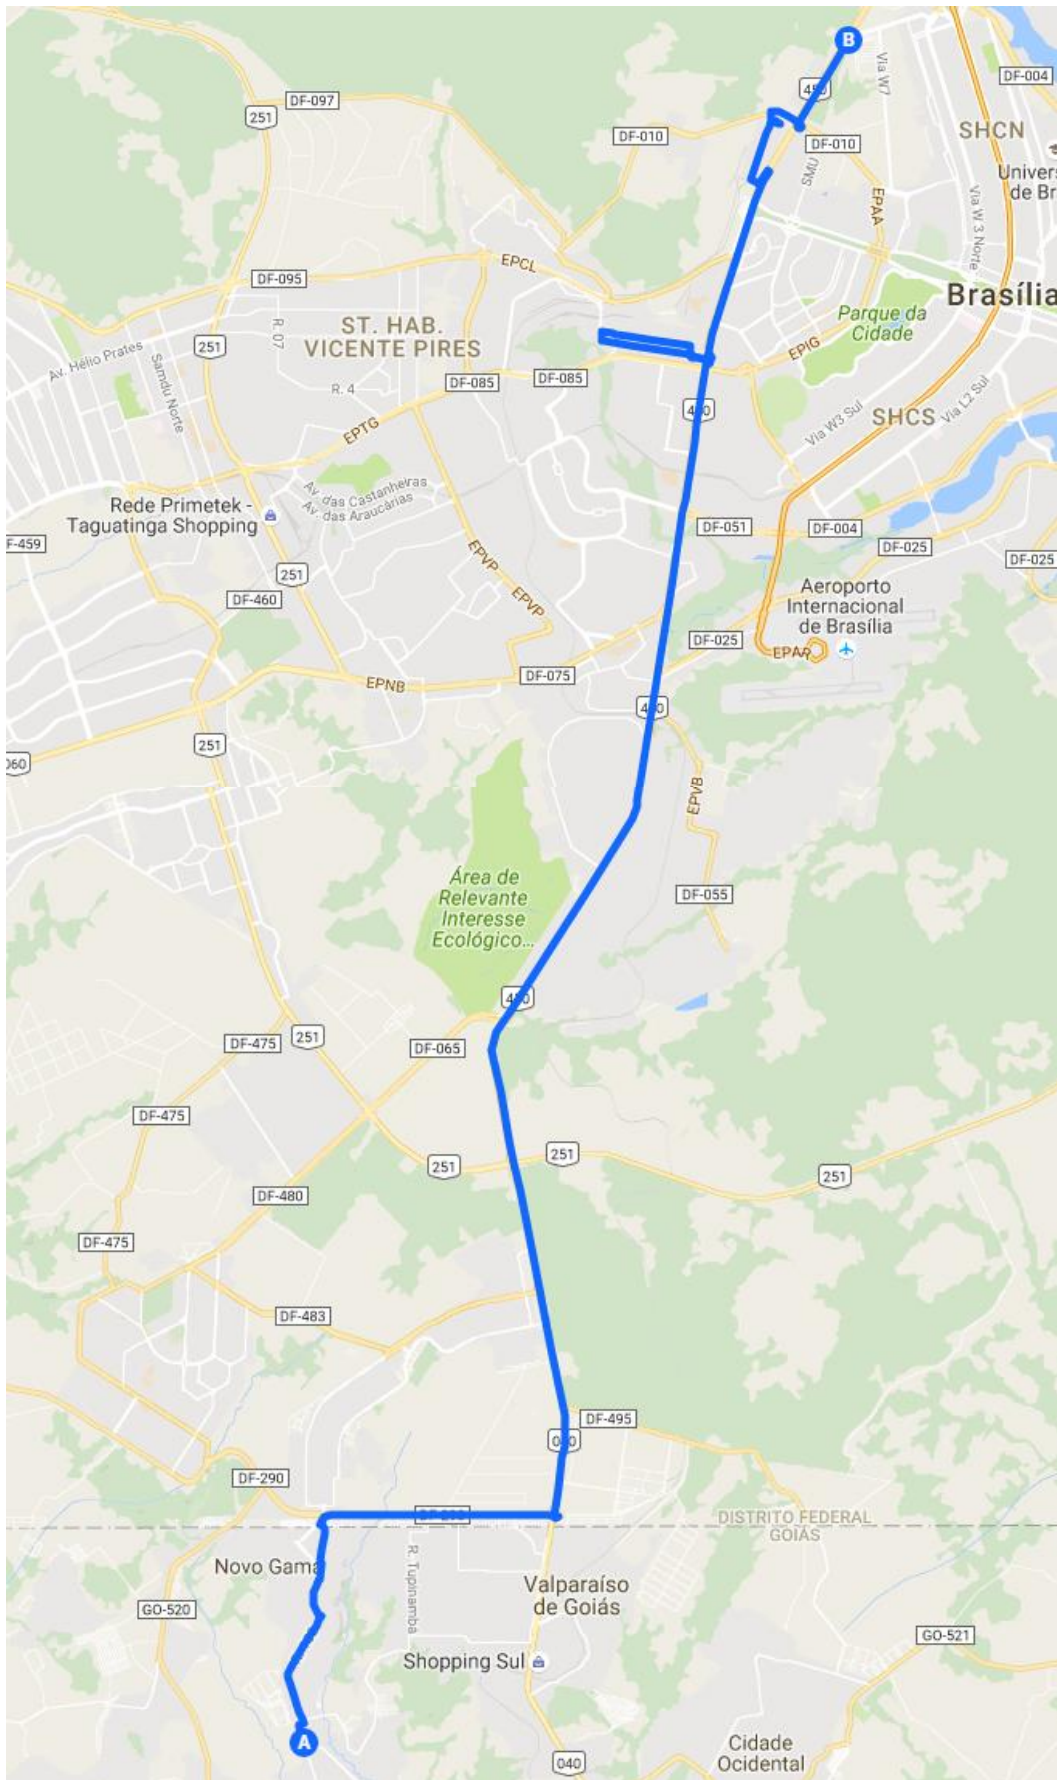 B
DF-004
Via W7
450
DF-097
251
SHCN
DF-010
DF-010
SMU
Univers
de Br
EPAA
Via W 3 Norte
EPCL
DF-095
Brasília
Parque da
Cidade
R. 07
ST. HAB.
VICENTE PIRES
251
Av. Hélio Prates
EPIG
Samdu Norte
DF-085
DF-085
R. 4
SHCS
Via L2 Sul
Via W3 Sul
EPTG
Av. das Castanheiras
Av. das Araucárias
Rede Primetek -
Taguatinga Shopping
DF-051
DF-004
F-459
DF-025
DF-025
EPVP
251
Aeroporto
Internacional
de Brasília
DF-460
EPVP
DF-025
EPAR
DF-075
EPNB
251
060
EPVB
Área de
Relevante
Interesse
Ecológico...
DF-055
251
DF-475
DF-065
DF-475
251
251
251
DF-480
DF-475
DF-483
DF-495
DF-290
DISTRITO FEDERAL
GOIÁS
Novo Gama
R. Tupinamba
Valparaíso
de Goiás
GO-520
GO-521
Shopping Sul
A
Cidade
Ocidental
040